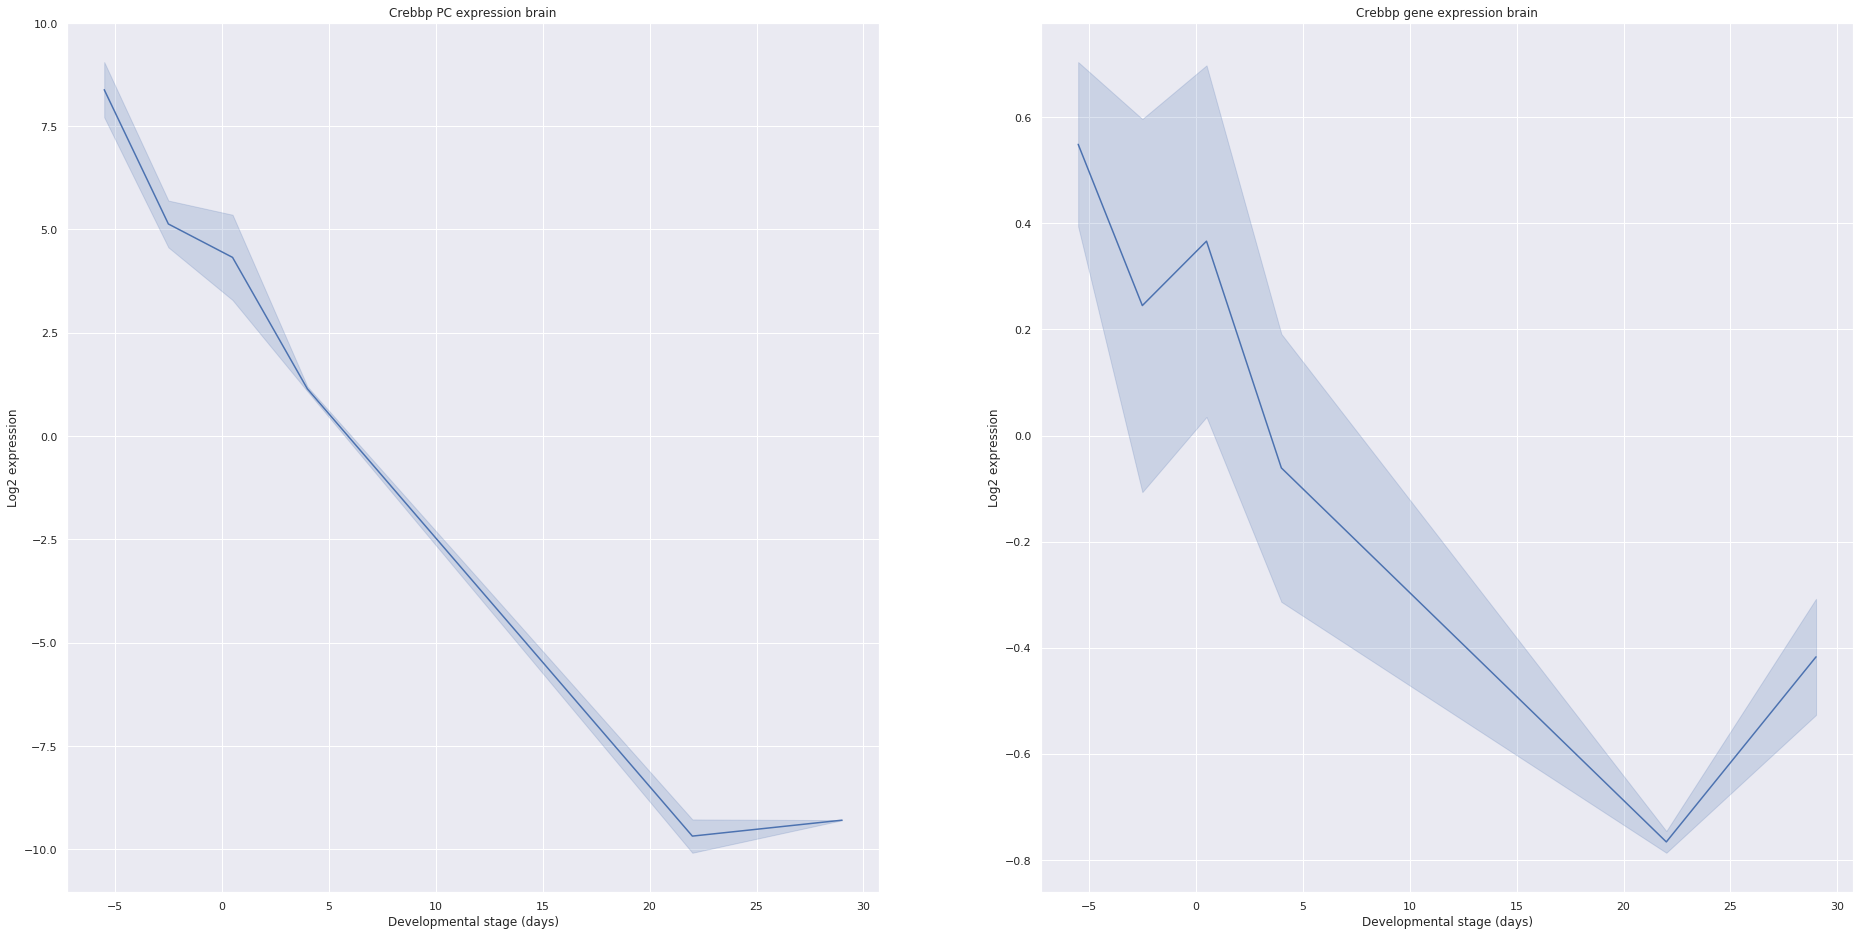 Crebbp PC expression brain
10.0
7.5
5.0
2.5
0.0
−2.5
−5.0
−7.5
−10.0
Log2 expression
−5 0 5 10 15 20 25 30
Developmental stage (days)
Crebbp gene expression brain
0.6
0.4
0.2
0.0
−0.2
−0.4
−0.6
−0.8
Log2 expression
−5 0 5 10 15 20 25 30
Developmental stage (days)